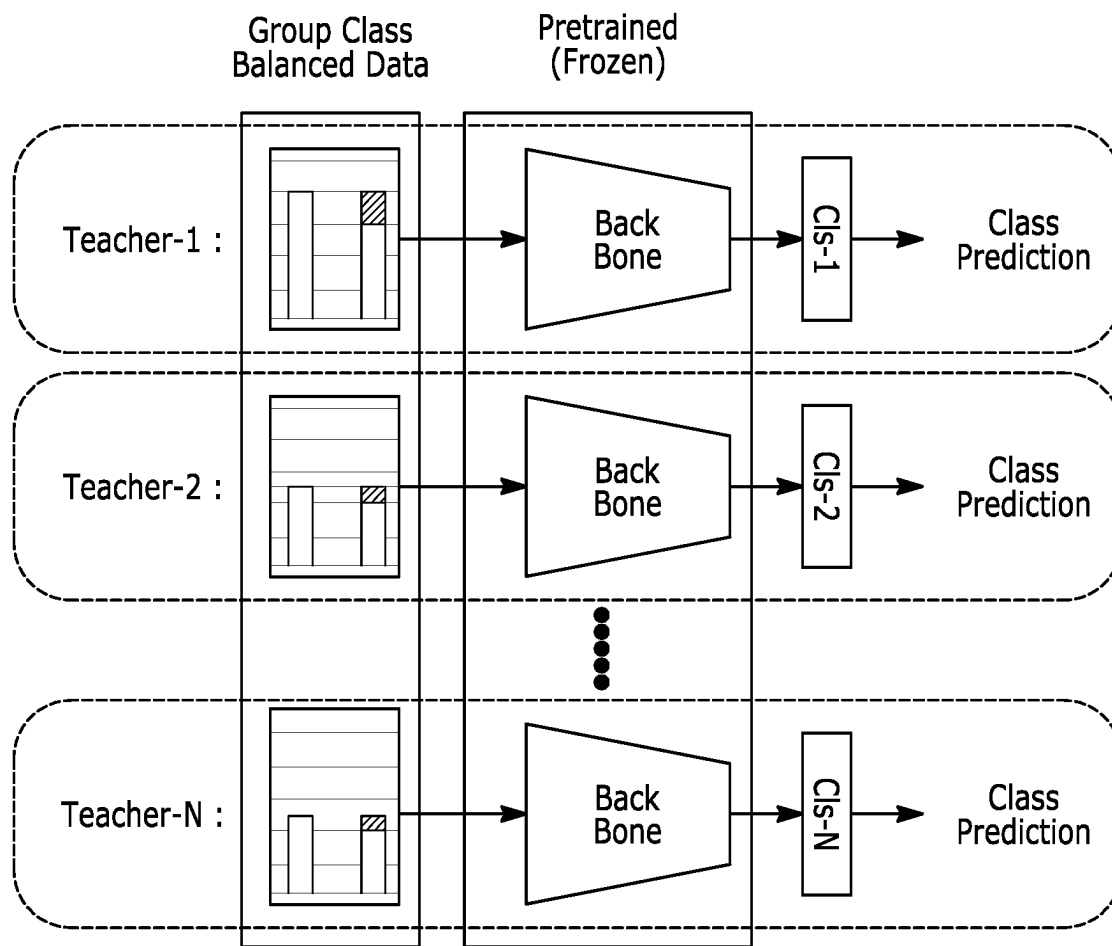 Group Class
Balanced Data
Pretrained
(Frozen)
Teacher-1 :
Back
Bone
Cls-1
Class
Prediction
Teacher-2 :
Back
Bone
Cls-2
Class
Prediction
Teacher-N :
Back
Bone
Cls-N
Class
Prediction